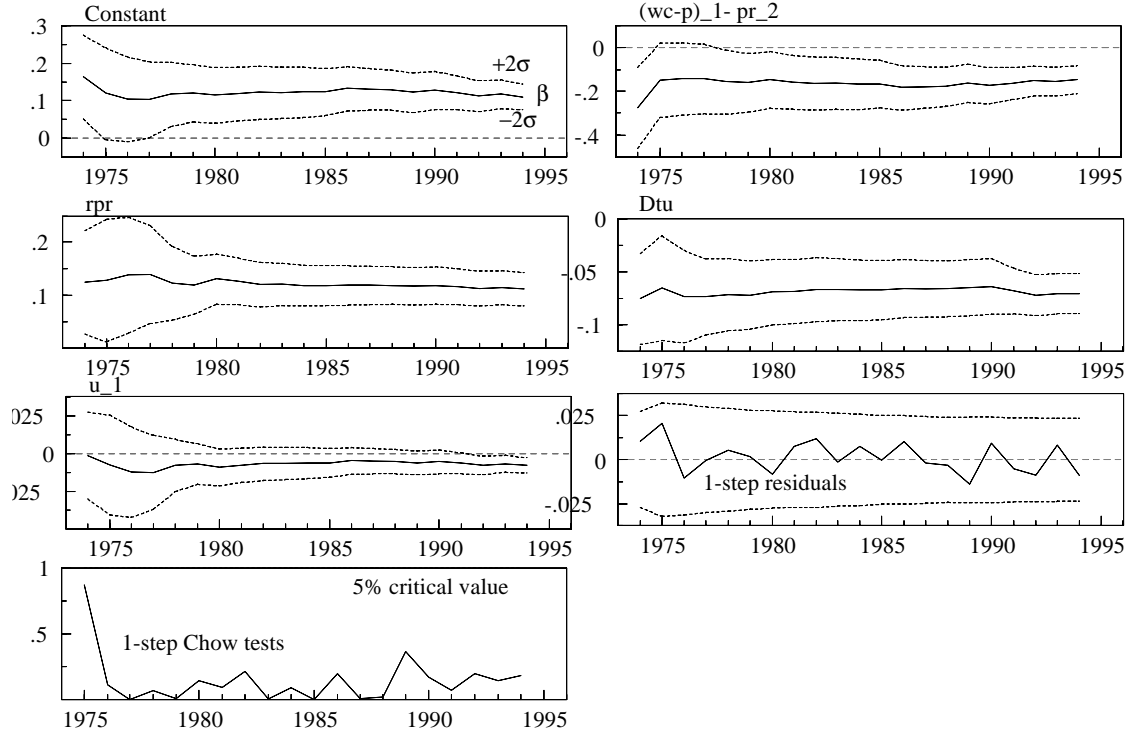 Constant
.3
.2
.1
0
+2σ
β
−2σ
1975 1980 1985 1990 1995
(wc-p)_1- pr_2
0
-.2
-.4
1975 1980 1985 1990 1995
rpr
.2
.1
1975 1980 1985 1990 1995
Dtu
0
-.05
-.1
1975 1980 1985 1990 1995
u_1
025
0
025
1975 1980 1985 1990 1995
.025
0
-.025
1-step residuals
1975 1980 1985 1990 1995
1
.5
5% critical value
1-step Chow tests
1975 1980 1985 1990 1995